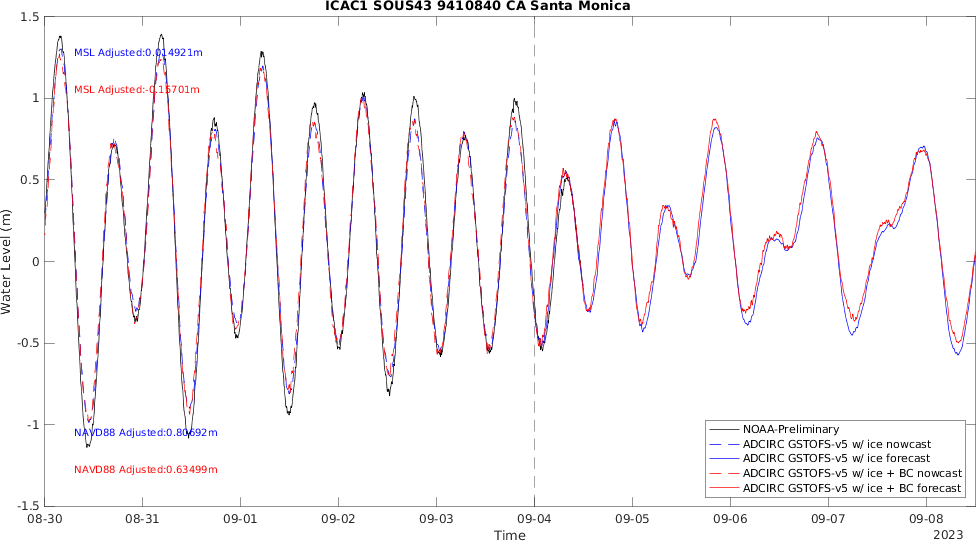 ICAC1 SOUS43 9410840 CA Santa Monica
1.5
1
0.5
0
-0.5
-1
-1.5
Water Level (m)
MSL Adjusted:0.014921m
MSL Adjusted:-0.15701m
NAVD88 Adjusted:0.80692m
NAVD88 Adjusted:0.63499m
NOAA-Preliminary
ADCIRC GSTOFS-v5 w/ ice nowcast
ADCIRC GSTOFS-v5 w/ ice forecast
ADCIRC GSTOFS-v5 w/ ice + BC nowcast
ADCIRC GSTOFS-v5 w/ ice + BC forecast
08-30 08-31 09-01 09-02 09-03 09-04 09-05 09-06 09-07 09-08
Time
2023